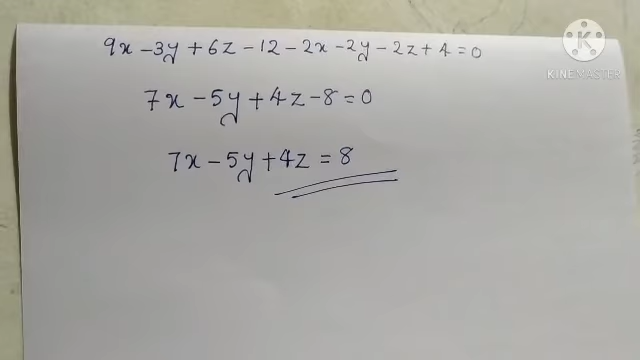 9x - 3y + 6z - 12 - 2x - 2y - 2z + 4 = 0
KINEMASTER
7x - 5y + 4z - 8 = 0
7x - 5y + 4z = 8